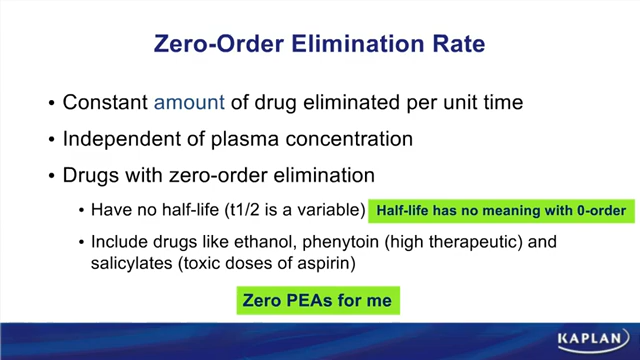 Zero-Order Elimination Rate
• Constant amount of drug eliminated per unit time
• Independent of plasma concentration
• Drugs with zero-order elimination
• Have no half-life (t1/2 is a variable) Half-life has no meaning with 0-order
• Include drugs like ethanol, phenytoin (high therapeutic) and
salicylates (toxic doses of aspirin)
Zero PEAs for me
KAPLAN